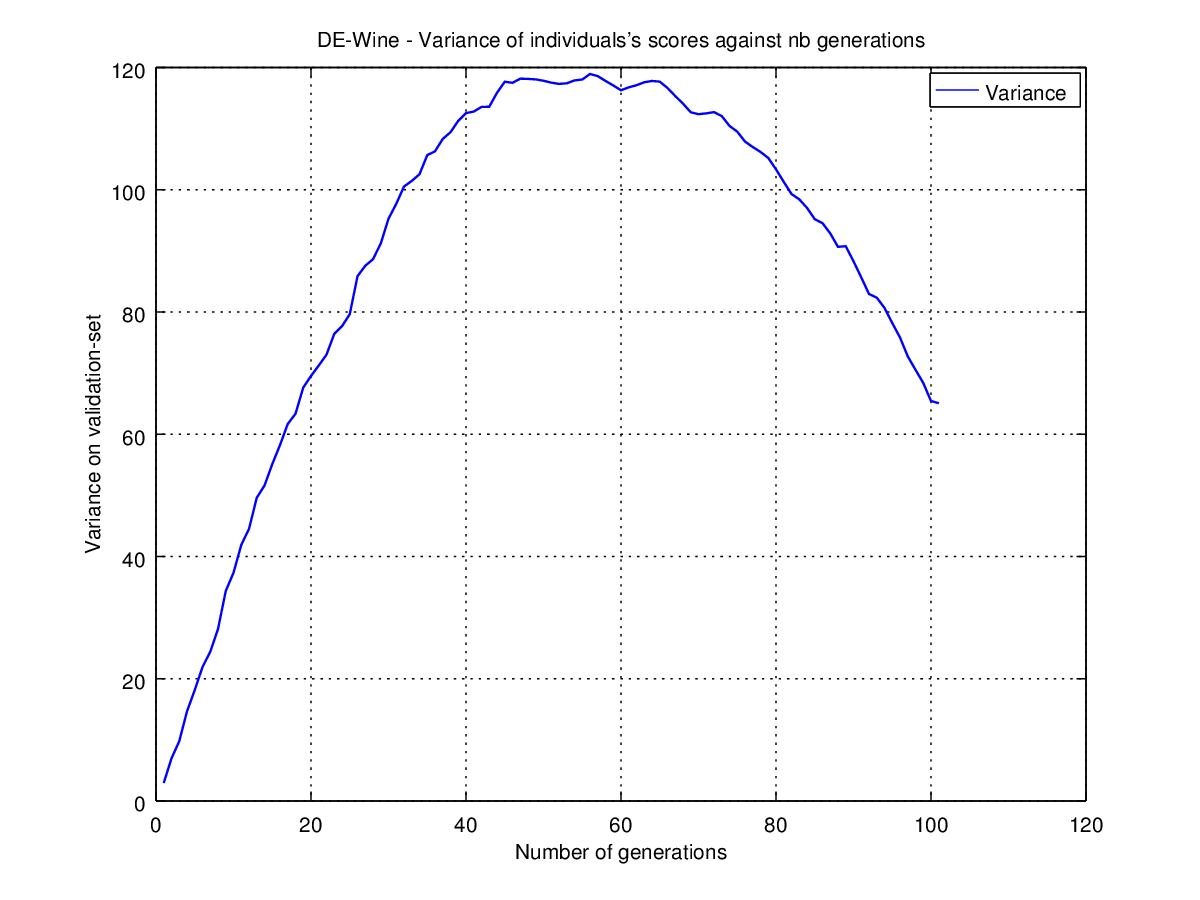 DE-Wine - Variance of individuals's scores against nb generations
Variance
Variance on validation-set
120
100
80
60
40
20
0
0 20 40 60 80 100 120
Number of generations